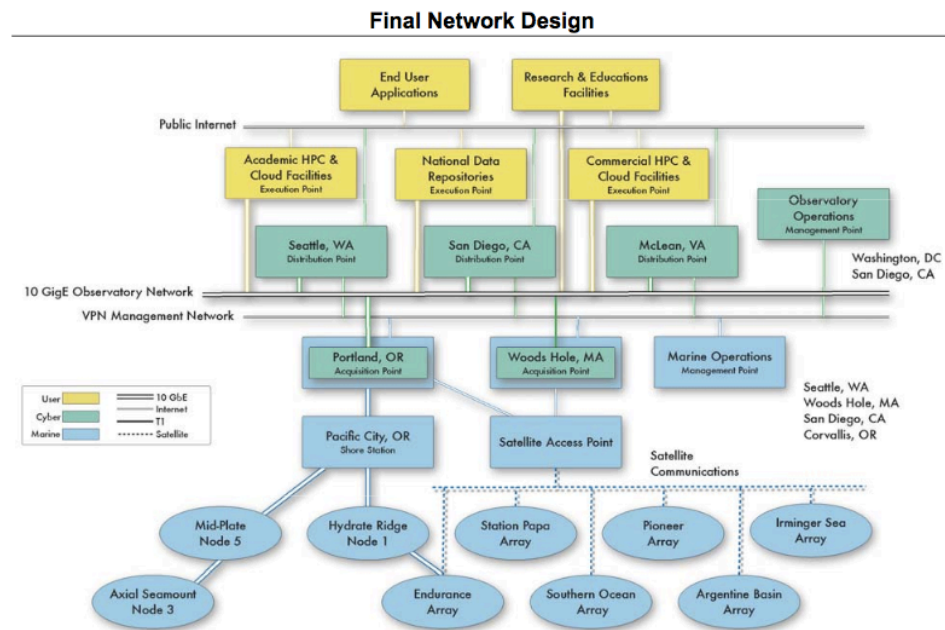 Final Network Design
End User
Applications
Research & Educations
Facilities
Public Internet
Academic HPC &
Cloud Facilities
Execution Point
National Data
Repositories
Execution Point
Commercial HPC &
Cloud Facilities
Execution Point
Observatory
Operations
Management Point
Seattle, WA
Distribution Point
San Diego, CA
Distribution Point
McLean, VA
Distribution Point
Washington, DC
San Diego, CA
10 GigE Observatory Network
VPN Management Network
Portland, OR
Acquisition Point
Woods Hole, MA
Acquisition Point
Marine Operations
Management Point
User
Cyber
Marine
10 GbE
Internet
T1
Satellite
Seattle, WA
Woods Hole, MA
San Diego, CA
Corvallis, OR
Pacific City, OR
Shore Station
Satellite Access Point
Satellite
Communications
Mid-Plate
Node 5
Hydrate Ridge
Node 1
Station Papa
Array
Pioneer
Array
Irminger Sea
Array
Axial Seamount
Node 3
Endurance
Array
Southern Ocean
Array
Argentine Basin
Array